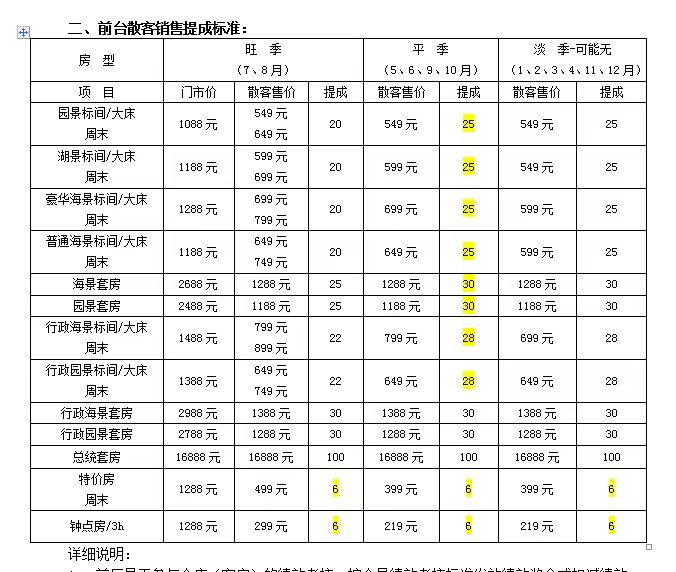 二、前台散客销售提成标准：
房 型 旺 季 平 季 淡 季-可能无
（7、8月） （5、6、9、10月） （1、2、3、4、11、12月）
项 目 门市价 散客售价 提成 散客售价 提成 散客售价 提成
园景标间/大床 1088元 549元 20 549元 25 549元 25
周末 649元
湖景标间/大床 1188元 599元 20 599元 25 549元 25
周末 699元
豪华海景标间/大床 1288元 699元 20 699元 25 599元 25
周末 799元
普通海景标间/大床 1188元 649元 20 649元 25 599元 25
周末 749元
海景套房 2688元 1288元 25 1288元 30 1288元 30
园景套房 2488元 1188元 25 1188元 30 1188元 30
行政海景标间/大床 1488元 799元 22 799元 28 699元 28
周末 899元
行政园景标间/大床 1388元 649元 22 649元 28 649元 28
周末 749元
行政海景套房 2988元 1388元 30 1388元 30 1388元 30
行政园景套房 2788元 1288元 30 1288元 30 1288元 30
总统套房 16888元 16888元 100 16888元 100 16888元 100
特价房 1288元 499元 6 399元 6 399元 6
周末
钟点房/3h 1288元 299元 6 219元 6 219元 6
详细说明：